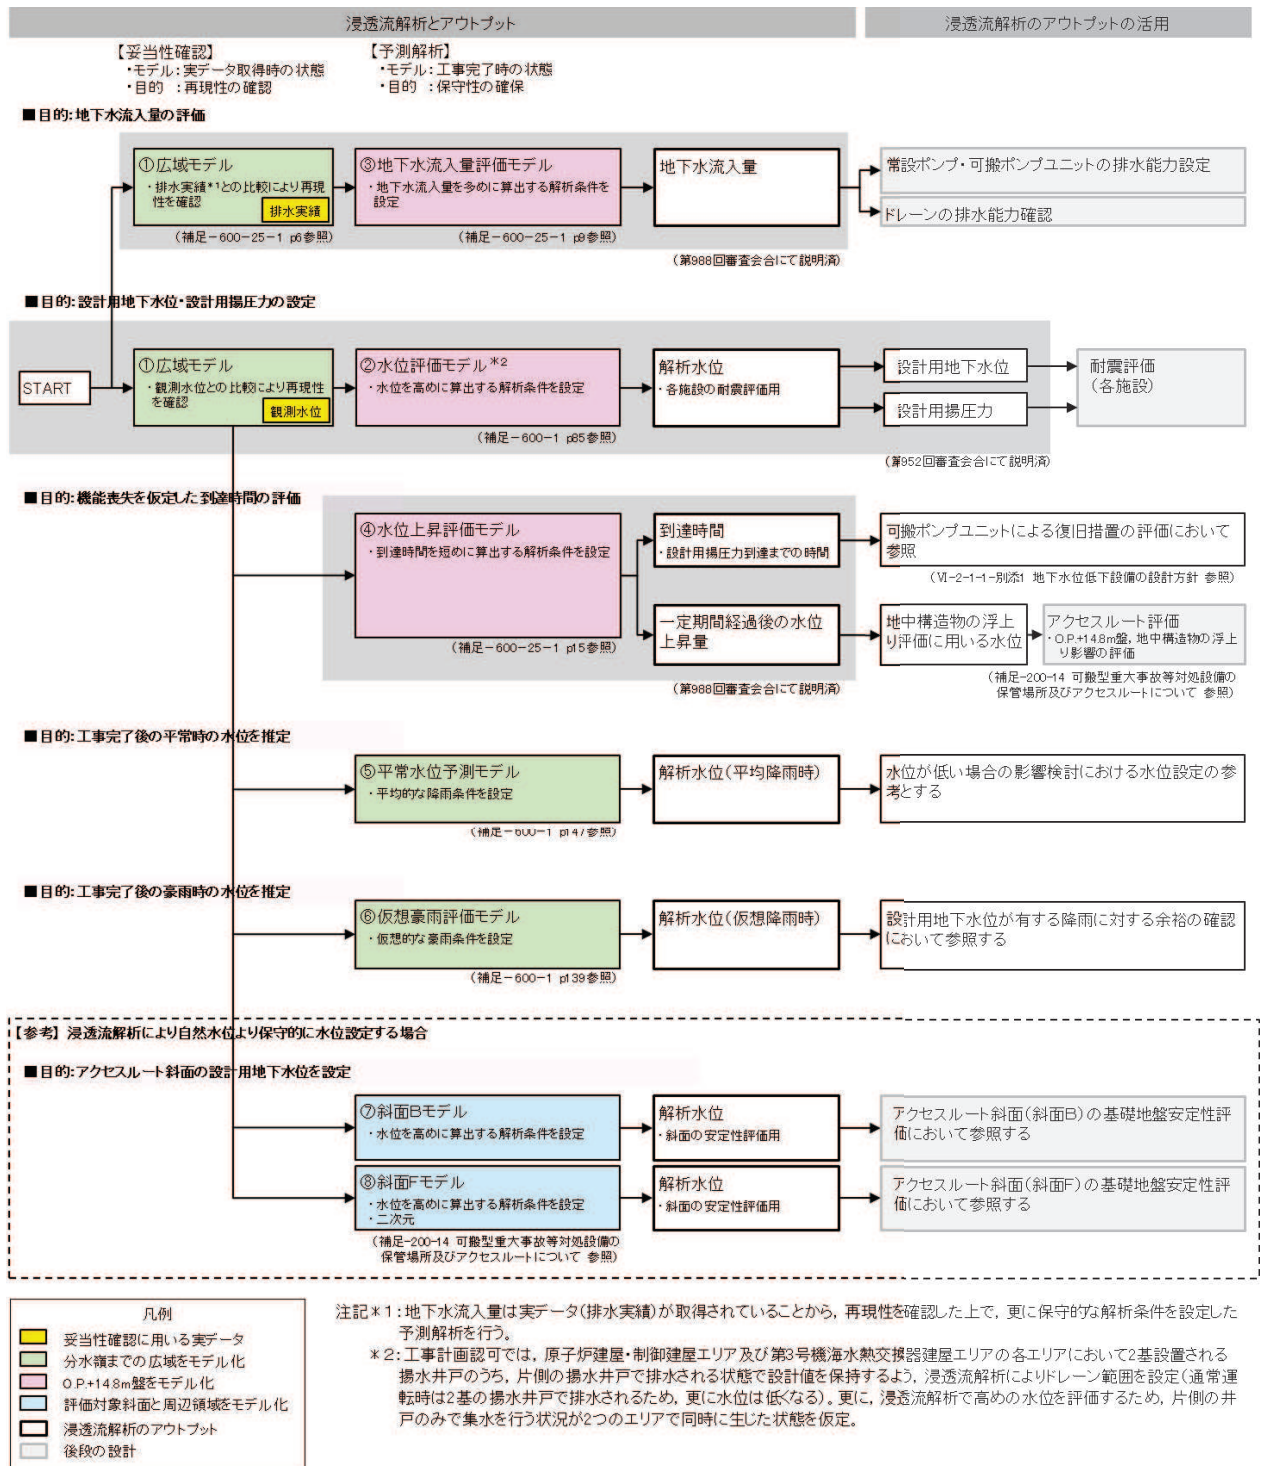 浸透流解析とアウトプット
浸透流解析のアウトプットの活用
【妥当性確認】
・モデル：実データ取得時の状態
・目的　：再現性の確認
【予測解析】
・モデル：工事完了時の状態
・目的　：保守性の確保
■目的：地下水流入量の評価
①広域モデル
・排水実績*1との比較により再現
性を確認
排水実績
（補足－600－25－1 p6参照）
③地下水流入量評価モデル
・地下水流入量を多めに算出する解析条件を
設定
（補足－600－25－1 p9参照）
地下水流入量
（第988回審査会合にて説明済）
常設ポンプ・可搬ポンプユニットの排水能力設定
ドレーンの排水能力確認
■目的：設計用地下水位・設計用揚圧力の設定
START
①広域モデル
・観測水位との比較により再現性
を確認
観測水位
②水位評価モデル*2
・水位を高めに算出する解析条件を設定
（補足－600－1 p85参照）
解析水位
・各施設の耐震評価用
設計用地下水位
設計用揚圧力
（第952回審査会合にて説明済）
耐震評価
（各施設）
■目的：機能喪失を仮定した到達時間の評価
④水位上昇評価モデル
・到達時間を短めに算出する解析条件を設定
（補足－600－25－1 p15参照）
到達時間
・設計用揚圧力到達までの時間
一定期間経過後の水位
上昇量
（第988回審査会合にて説明済）
可搬ポンプユニットによる復旧措置の評価において
参照
（Ⅵ-2-1-1-別添1 地下水位低下設備の設計方針 参照）
地中構造物の浮上
り評価に用いる水位
アクセスルート評価
・O.P.+14.8m盤，地中構造物の浮上
り影響の評価
（補足-200-14 可搬型重大事故等対処設備の
保管場所及びアクセスルートについて 参照）
■目的：工事完了後の平常時の水位を推定
⑤平常水位予測モデル
・平均的な降雨条件を設定
（補足－600－1 p147参照）
解析水位（平均降雨時）
水位が低い場合の影響検討における水位設定の参
考とする
■目的：工事完了後の豪雨時の水位を推定
⑥仮想豪雨評価モデル
・仮想的な豪雨条件を設定
（補足－600－1 p139参照）
解析水位（仮想降雨時）
設計用地下水位が有する降雨に対する余裕の確認
において参照する
【参考】浸透流解析により自然水位より保守的に水位設定する場合
■目的：アクセスルート斜面の設計用地下水位を設定
⑦斜面Bモデル
・水位を高めに算出する解析条件を設定
解析水位
・斜面の安定性評価用
アクセスルート斜面（斜面B）の基礎地盤安定性評
価において参照する
⑧斜面Fモデル
・水位を高めに算出する解析条件を設定
・二次元
（補足-200-14 可搬型重大事故等対処設備の
保管場所及びアクセスルートについて 参照）
解析水位
・斜面の安定性評価用
アクセスルート斜面（斜面F）の基礎地盤安定性評
価において参照する
凡例
妥当性確認に用いる実データ
分水嶺までの広域をモデル化
O.P.+14.8m盤をモデル化
評価対象斜面と周辺領域をモデル化
浸透流解析のアウトプット
後段の設計
注記*1：地下水流入量は実データ（排水実績）が取得されていることから，再現性を確認した上で，更に保守的な解析条件を設定した
予測解析を行う。
*2：工事計画認可では，原子炉建屋・制御建屋エリア及び第3号機海水熱交換器建屋エリアの各エリアにおいて2基設置される
揚水井戸のうち，片側の揚水井戸で排水される状態で設計値を保持するよう，浸透流解析によりドレーン範囲を設定（通常運
転時は2基の揚水井戸で排水されるため，更に水位は低くなる）。更に，浸透流解析で高めの水位を評価するため，片側の井
戸のみで集水を行う状況が2つのエリアで同時に生じた状態を仮定。